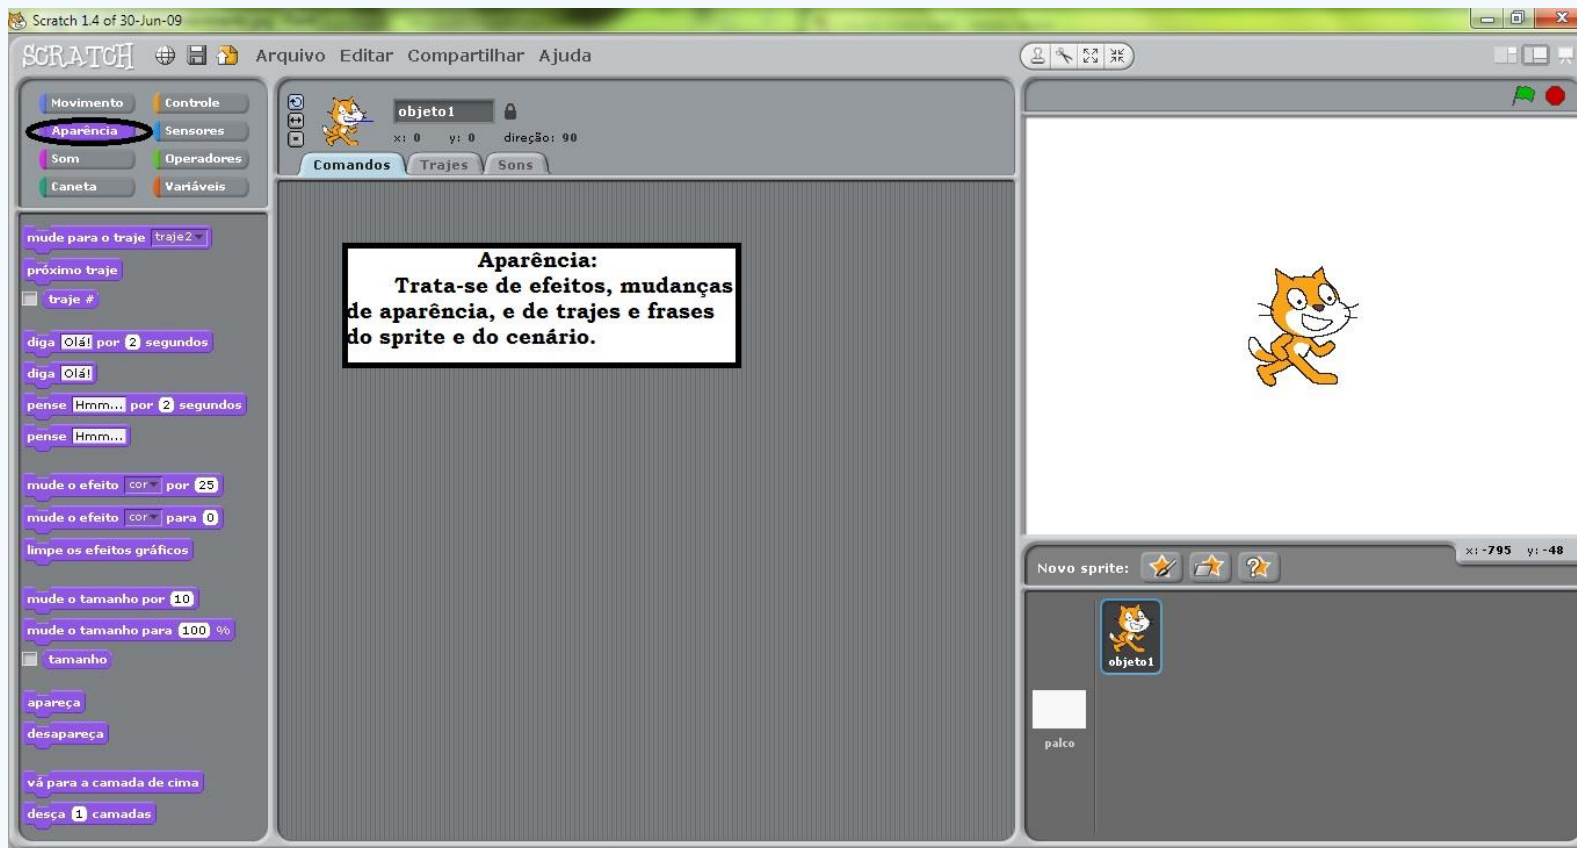 Scratch 1.4 of 30-Jun-09
SCRATCH Arquivo Editar Compartilhar Ajuda
Movimento Controle
Aparência Sensores
Som Operadores
Caneta Variáveis
objeto1
x: 0 y: 0 direção: 90
Comandos Trajes Sons
mude para o traje traje2
próximo traje
traje #
diga Olá! por 2 segundos
diga Olá!
pense Hmm... por 2 segundos
pense Hmm...
mude o efeito cor por 25
mude o efeito cor para 0
limpe os efeitos gráficos
mude o tamanho por 10
mude o tamanho para 100 %
tamanho
apareça
desapareça
vá para a camada de cima
desça 1 camadas
Aparência:
Trata-se de efeitos, mudanças
de aparência, e de trajes e frases
do sprite e do cenário.
x: -795 y: -48
Novo sprite:
objeto1
palco